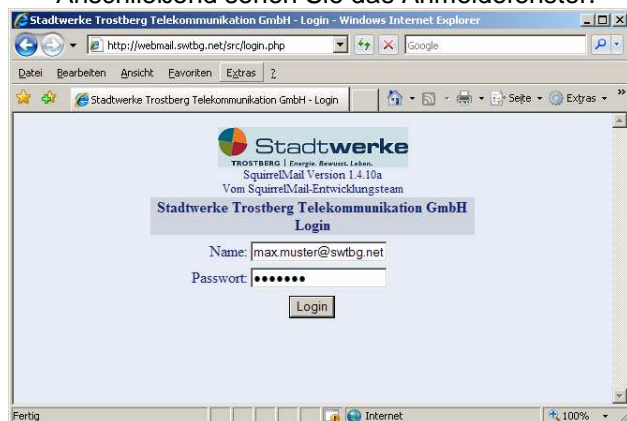 Anschließend sehen Sie das Anmeldefenster:
Stadtwerke Trostberg Telekommunikation GmbH - Login - Windows Internet Explorer
http://webmail.swtbg.net/src/login.php
Google
Datei Bearbeiten Ansicht Favoriten Extras ?
Stadtwerke Trostberg Telekommunikation GmbH - Login
Seite
Extras
»
Stadtwerke
TROSTBERG | Energie. Bewusst. Leben.
SquirrelMail Version 1.4.10a
Vom SquirrelMail-Entwicklungsteam
Stadtwerke Trostberg Telekommunikation GmbH
Login
Name: max.muster@swtbg.net
Passwort: •••••••
Login
Fertig
Internet
100%